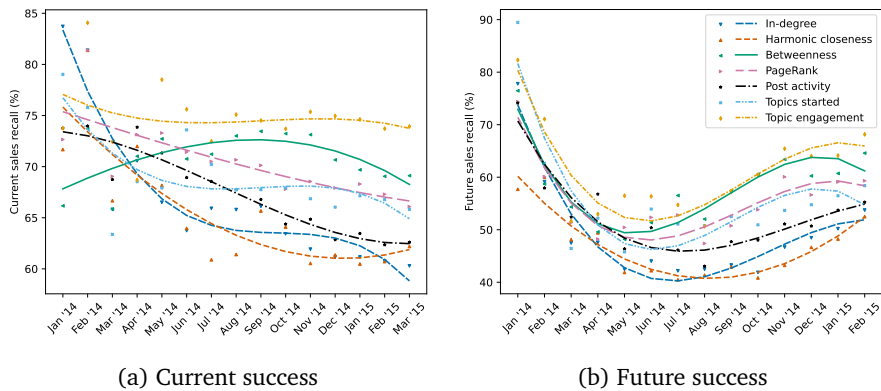 85
80
75
70
65
60
Current sales recall (%)
Jan '14
Feb '14
Mar '14
Apr '14
May '14
Jun '14
Jul '14
Aug '14
Sep '14
Oct '14
Nov '14
Dec '14
Jan '15
Feb '15
Mar '15
(a) Current success
90
80
70
60
50
40
Future sales recall (%)
In-degree
Harmonic closeness
Betweenness
PageRank
Post activity
Topics started
Topic engagement
Jan '14
Feb '14
Mar '14
Apr '14
May '14
Jun '14
Jul '14
Aug '14
Sep '14
Oct '14
Nov '14
Dec '14
Jan '15
Feb '15
(b) Future success